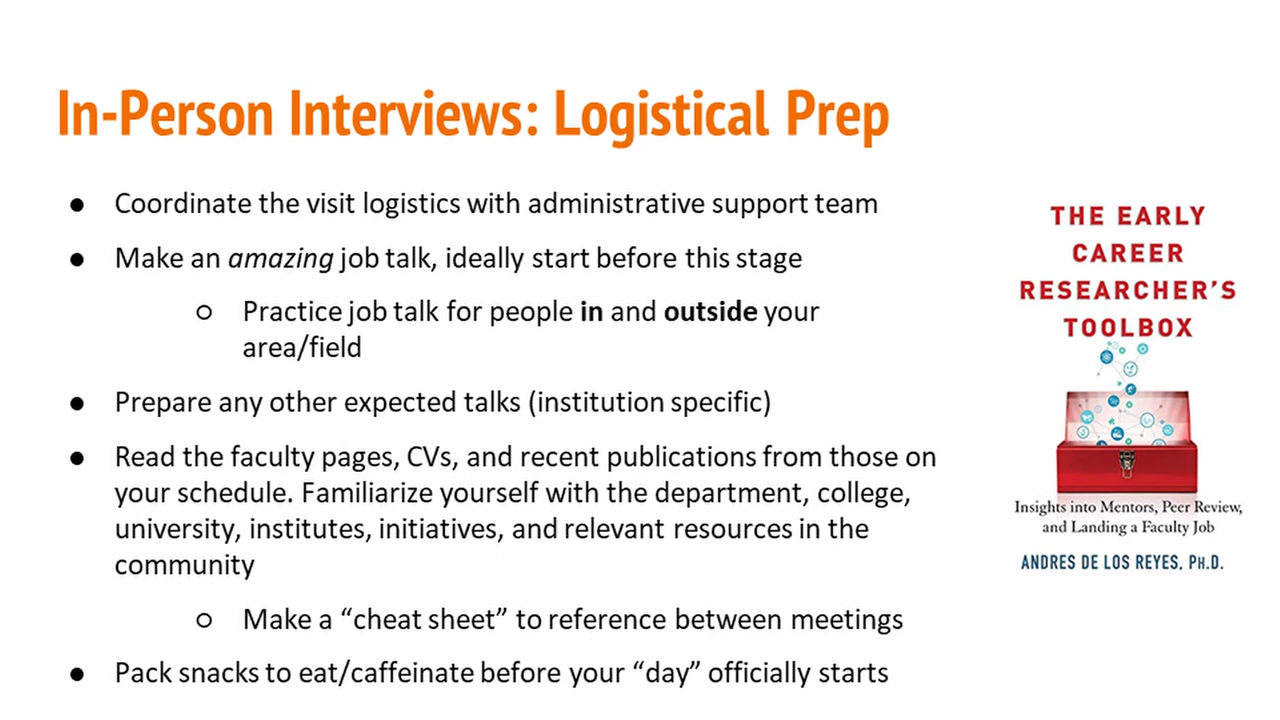 In-Person Interviews: Logistical Prep
● Coordinate the visit logistics with administrative support team
● Make an amazing job talk, ideally start before this stage
○ Practice job talk for people in and outside your
area/field
● Prepare any other expected talks (institution specific)
● Read the faculty pages, CVs, and recent publications from those on
your schedule. Familiarize yourself with the department, college,
university, institutes, initiatives, and relevant resources in the
community
○ Make a “cheat sheet” to reference between meetings
● Pack snacks to eat/caffeinate before your “day” officially starts
THE EARLY
CAREER
RESEARCHER'S
TOOLBOX
Insights into Mentors, Peer Review,
and Landing a Faculty Job
ANDRES DE LOS REYES, PH.D.